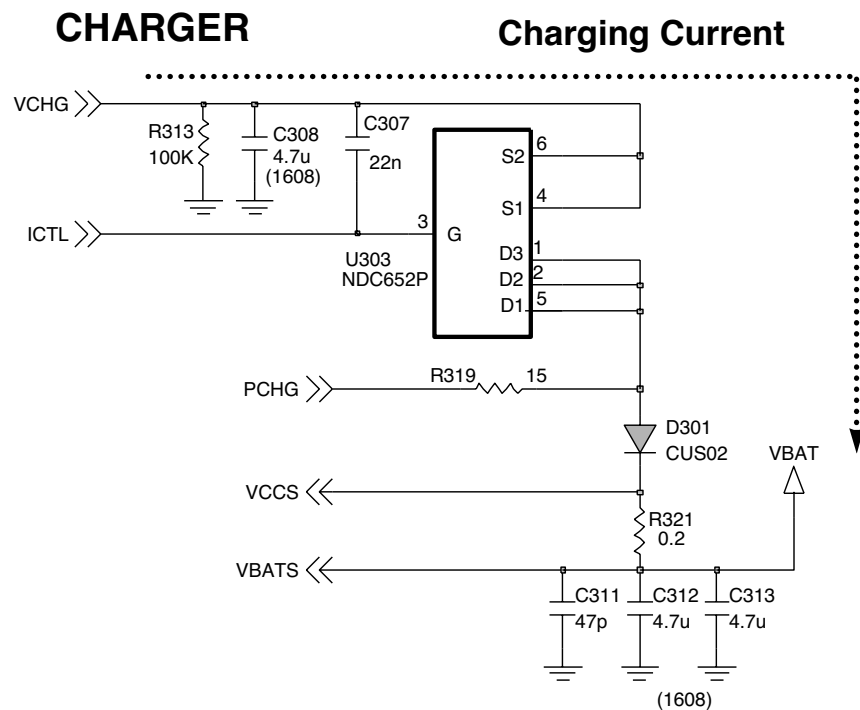 CHARGER
Charging Current
VCHG
R313
100K
C308
4.7u
(1608)
C307
22n
S2
6
S1
4
ICTL
3
G
U303
NDC652P
D3
1
D2
2
D1
5
PCHG
R319
15
D301
CUS02
VBAT
VCCS
R321
0.2
VBATS
C311
47p
C312
4.7u
C313
4.7u
(1608)